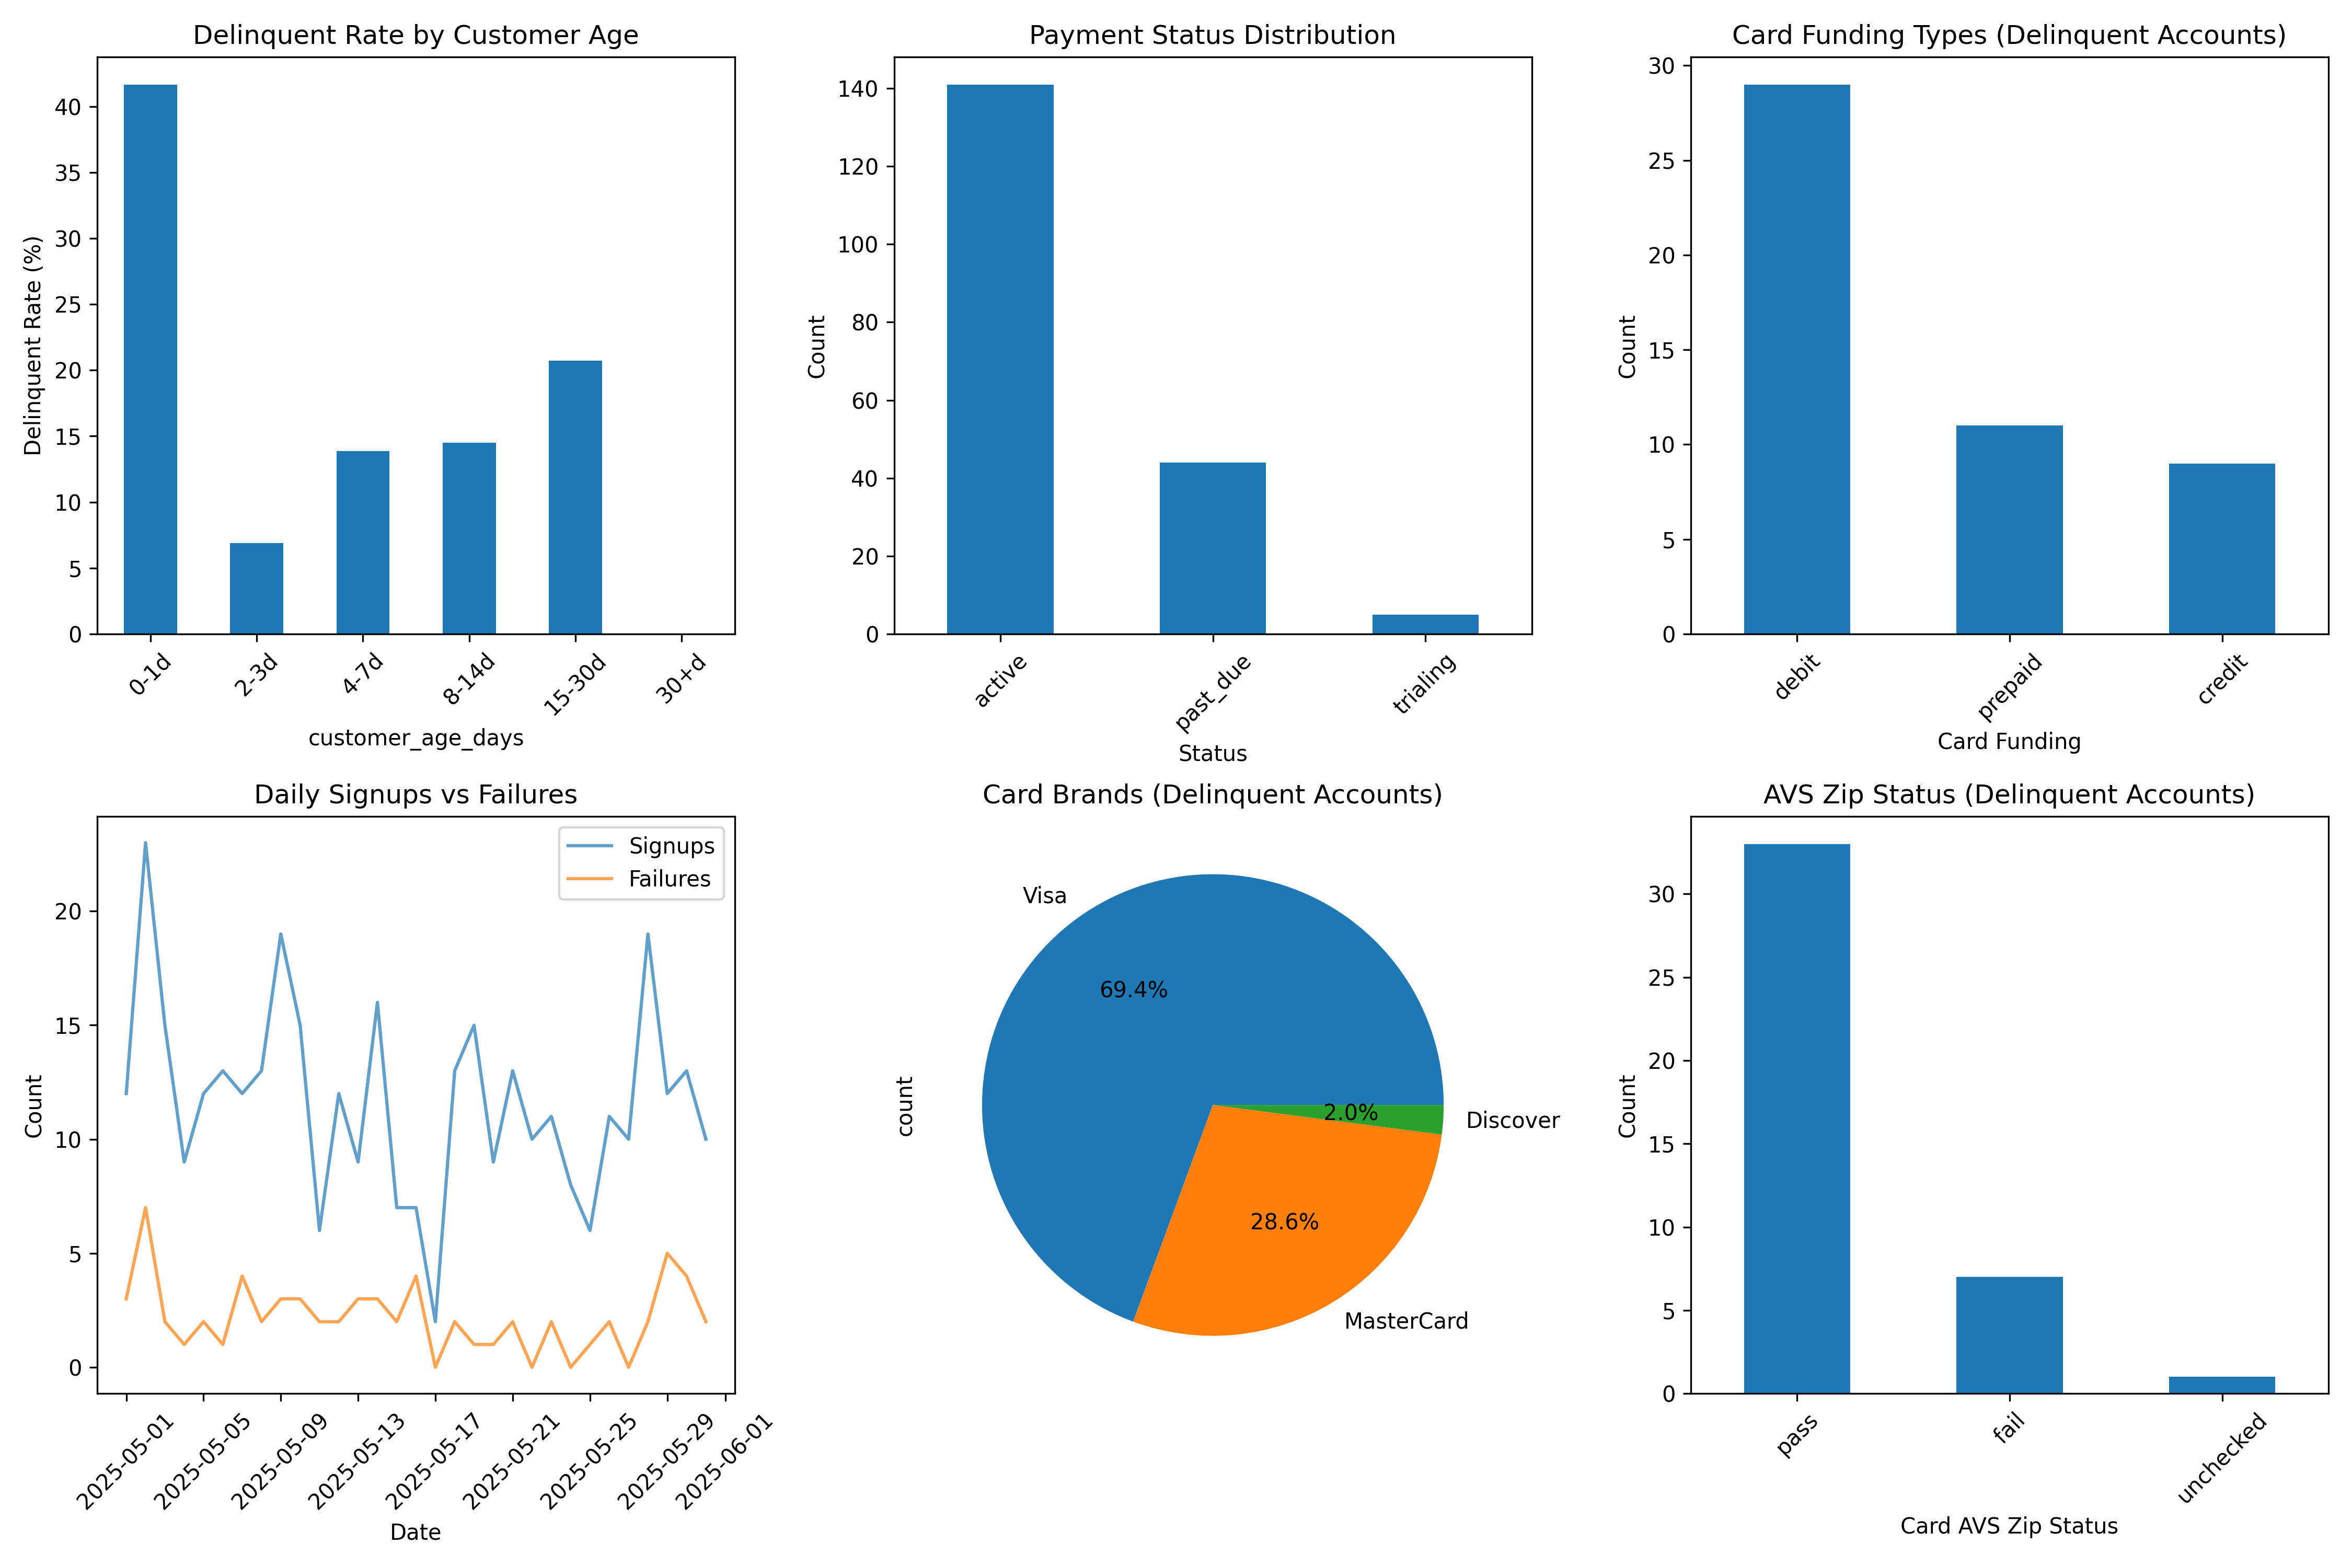 Delinquent Rate by Customer Age
Delinquent Rate (%)
40
35
30
25
20
15
10
5
0
0-1d
2-3d
4-7d
8-14d
15-30d
30+d
customer_age_days
Payment Status Distribution
Count
140
120
100
80
60
40
20
0
active
past_due
trialing
Status
Card Funding Types (Delinquent Accounts)
Count
30
25
20
15
10
5
0
debit
prepaid
credit
Card Funding
Daily Signups vs Failures
Signups
Failures
Count
20
15
10
5
0
2025-05-01
2025-05-05
2025-05-09
2025-05-13
2025-05-17
2025-05-21
2025-05-25
2025-05-29
2025-06-01
Date
Card Brands (Delinquent Accounts)
count
Visa
69.4%
2.0%
Discover
28.6%
MasterCard
AVS Zip Status (Delinquent Accounts)
Count
30
25
20
15
10
5
0
pass
fail
unchecked
Card AVS Zip Status